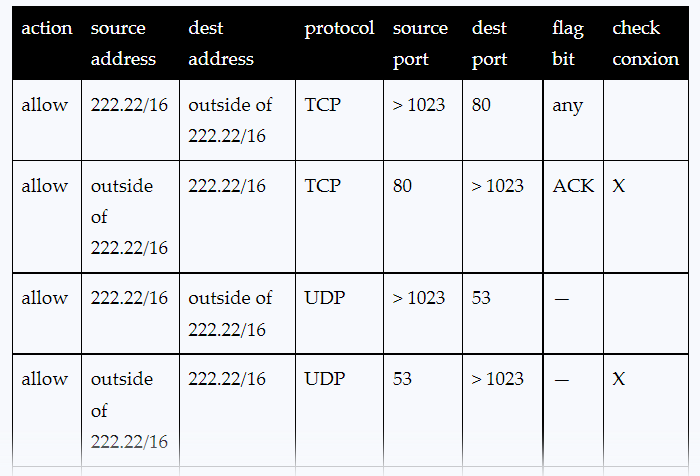 action source address dest address protocol source port dest port flag bit check conxion
allow 222.22/16 outside of 222.22/16 TCP > 1023 80 any
allow outside of 222.22/16 222.22/16 TCP 80 > 1023 ACK X
allow 222.22/16 outside of 222.22/16 UDP > 1023 53 —
allow outside of 222.22/16 222.22/16 UDP 53 > 1023 — X